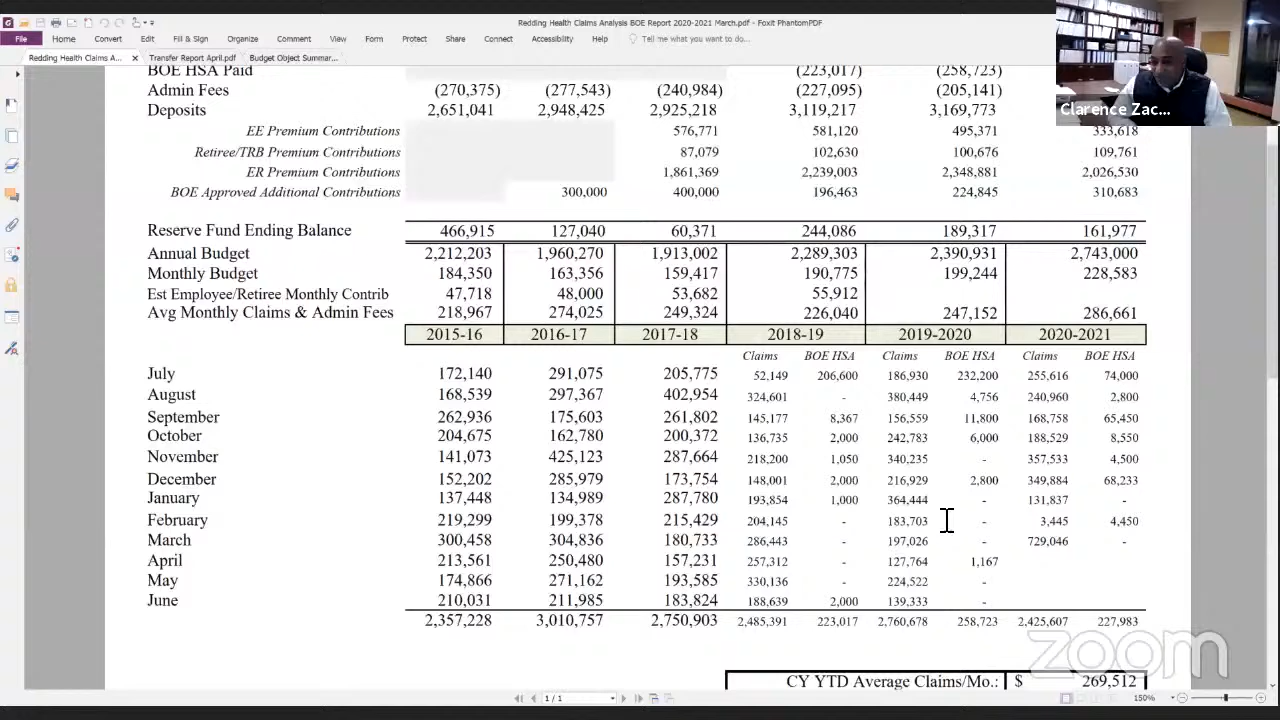 Redding Health Claims Analysis BOE Report 2020-2021 March.pdf - Foxit PhantomPDF
File Home Convert Fill & Sign Organize Comment View Form Protect Share Connect Accessibility Help Tell me what you want to do...
Redding Health Claims A... × Transfer Report April.pdf Budget Object Summar...
BOE HSA Paid (223,017) (258,723)
Admin Fees (270,375) (277,543) (240,984) (227,095) (205,141)
Clarence Zac...
Deposits 2,651,041 2,948,425 2,925,218 3,119,217 3,169,773
EE Premium Contributions 576,771 581,120 495,371 333,618
Retiree/TRB Premium Contributions 87,079 102,630 100,676 109,761
ER Premium Contributions 1,861,369 2,239,003 2,348,881 2,026,530
BOE Approved Additional Contributions 300,000 400,000 196,463 224,845 310,683
Reserve Fund Ending Balance 466,915 127,040 60,371 244,086 189,317 161,977
Annual Budget 2,212,203 1,960,270 1,913,002 2,289,303 2,390,931 2,743,000
Monthly Budget 184,350 163,356 159,417 190,775 199,244 228,583
Est Employee/Retiree Monthly Contrib 47,718 48,000 53,682 55,912
Avg Monthly Claims & Admin Fees 218,967 274,025 249,324 226,040 247,152 286,661
2015-16 2016-17 2017-18 2018-19 2019-2020 2020-2021
Claims BOE HSA Claims BOE HSA Claims BOE HSA
July 172,140 291,075 205,775 52,149 206,600 186,930 232,200 255,616 74,000
August 168,539 297,367 402,954 324,601 - 380,449 4,756 240,960 2,800
September 262,936 175,603 261,802 145,177 8,367 156,559 11,800 168,758 65,450
October 204,675 162,780 200,372 136,735 2,000 242,783 6,000 188,529 8,550
November 141,073 425,123 287,664 218,200 1,050 340,235 - 357,533 4,500
December 152,202 285,979 173,754 148,001 2,000 216,929 2,800 349,884 68,233
January 137,448 134,989 287,780 193,854 1,000 364,444 - 131,837 -
February 219,299 199,378 215,429 204,145 - 183,703 - 3,445 4,450
March 300,458 304,836 180,733 286,443 - 197,026 - 729,046 -
April 213,561 250,480 157,231 257,312 - 127,764 1,167
May 174,866 271,162 193,585 330,136 - 224,522 -
June 210,031 211,985 183,824 188,639 2,000 139,333 -
2,357,228 3,010,757 2,750,903 2,485,391 223,017 2,760,678 258,723 2,425,607 227,983
zoom
CY YTD Average Claims/Mo.: $ 269,512
1 / 1 150%